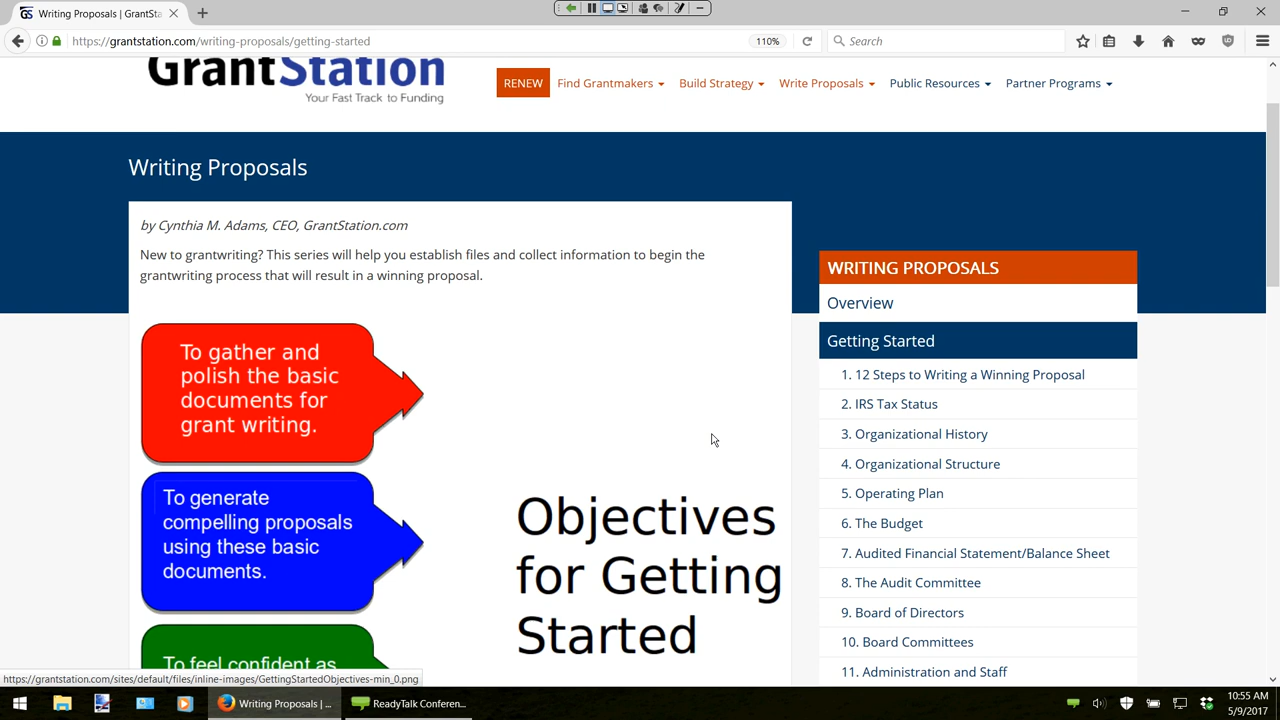 Writing Proposals | GrantSta
https://grantstation.com/writing-proposals/getting-started
110%
Search
GrantStation
Your Fast Track to Funding
RENEW
Find Grantmakers
Build Strategy
Write Proposals
Public Resources
Partner Programs
Writing Proposals
by Cynthia M. Adams, CEO, GrantStation.com
New to grantwriting? This series will help you establish files and collect information to begin the
grantwriting process that will result in a winning proposal.
To gather and
polish the basic
documents for
grant writing.
To generate
compelling proposals
using these basic
documents.
To feel confident as
Objectives
for Getting
Started
WRITING PROPOSALS
Overview
Getting Started
1. 12 Steps to Writing a Winning Proposal
2. IRS Tax Status
3. Organizational History
4. Organizational Structure
5. Operating Plan
6. The Budget
7. Audited Financial Statement/Balance Sheet
8. The Audit Committee
9. Board of Directors
10. Board Committees
11. Administration and Staff
https://grantstation.com/sites/default/files/inline-images/GettingStartedObjectives-min_0.png
Writing Proposals | ...
ReadyTalk Conferen...
10:55 AM
5/9/2017